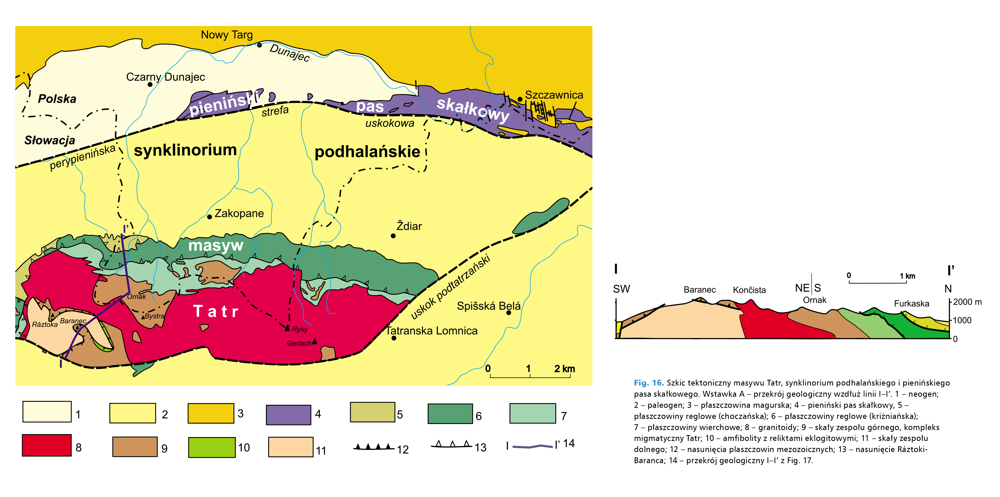 Nowy Targ
Dunajec
Czarny Dunajec
Polska
Szczawnica
pieniński
pas
skałkowy
strefa
uskokowa
Słowacja
perypienińska
synklinorium
podhalańskie
Zakopane
Ždiar
I’
masyw
uskok podtatrzański
Ornak
Spišská Belá
Tatr
Bystra
Ráztoka
Baranec
Rysy
Tatranska Lomnica
Gerlach
I
0 1 2 km
1
2
3
4
5
6
7
8
9
10
11
12
13
I I’ 14
I
I’
0 1 km
SW
Baranec
Končista
NE S
N
Ornak
Furkaska
2000 m
1000
0
Fig. 16. Szkic tektoniczny masywu Tatr, synklinorium podhalańskiego i pienińskiego
pasa skałkowego. Wstawka A – przekrój geologiczny wzdłuż linii I–I’. 1 – neogen;
2 – paleogen; 3 – płaszczowina magurska; 4 – pieniński pas skałkowy, 5 –
płaszczowiny reglowe (choczańska); 6 – płaszczowiny reglowe (kriżniańska);
7 – płaszczowiny wierchowe; 8 – granitoidy; 9 – skały zespołu górnego, kompleks
migmatyczny Tatr; 10 – amfibolity z reliktami eklogitowymi; 11 – skały zespołu
dolnego; 12 – nasunięcia plaszczowin mezozoicznych; 13 – nasunięcie Ráztoki-
Baranca; 14 – przekrój geologiczny I–I’ z Fig. 17.